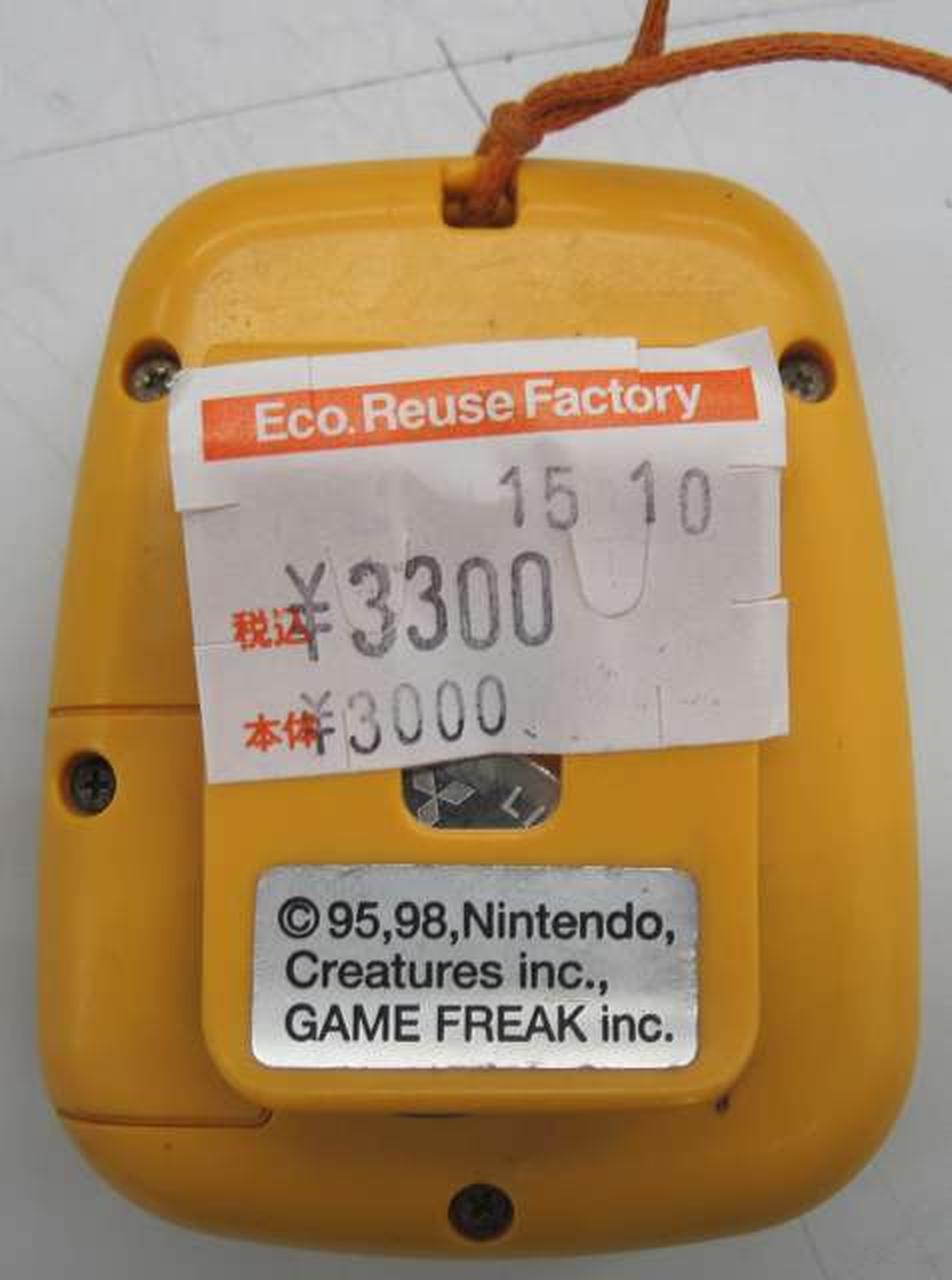 Eco.Reuse Factory
15 10
税込 ¥3300
本体 ¥3000
©95,98,Nintendo,
Creatures inc.,
GAME FREAK inc.